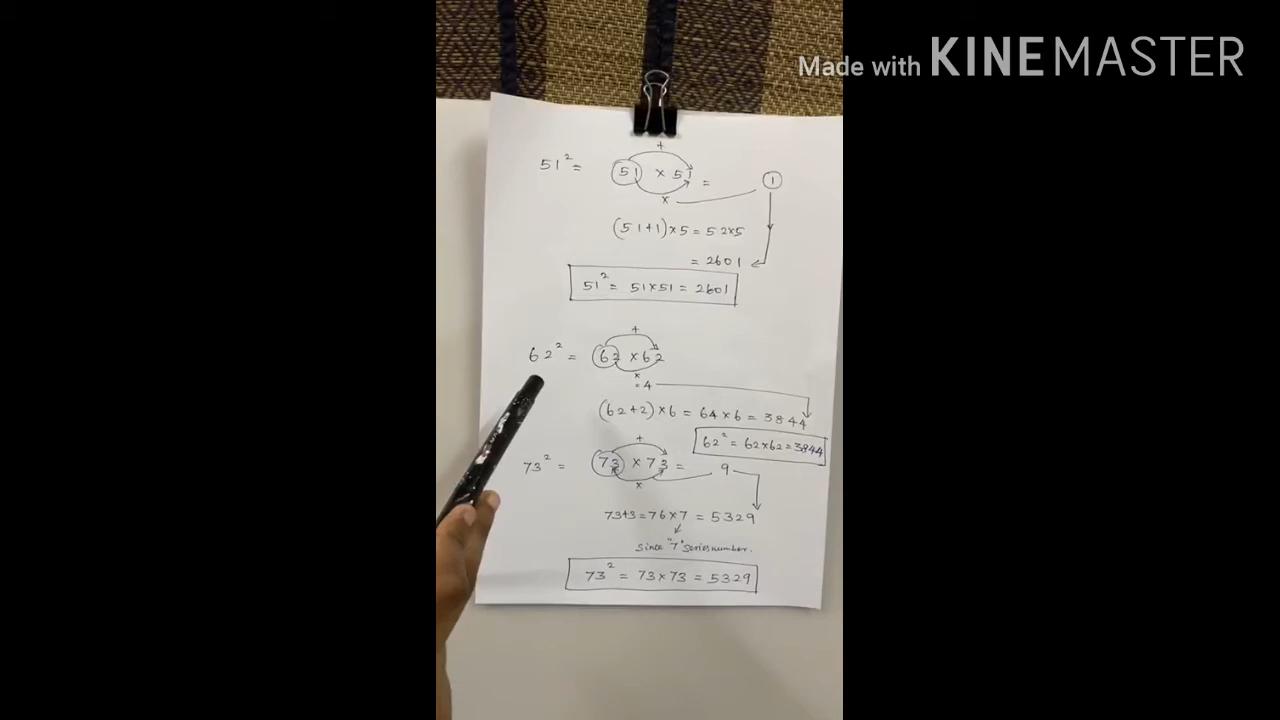 Made with KINEMASTER
+
51² = 51 × 51 = 1
×
(51+1)×5 = 52×5
= 2601
51² = 51×51 = 2601
+
62² = 62 × 62
×
= 4
(62+2)×6 = 64×6 = 3844
62² = 62×62 = 3844
+
73² = 73 × 73 = 9
×
73+3=76×7 = 5329
Since "7" series number.
73² = 73×73 = 5329